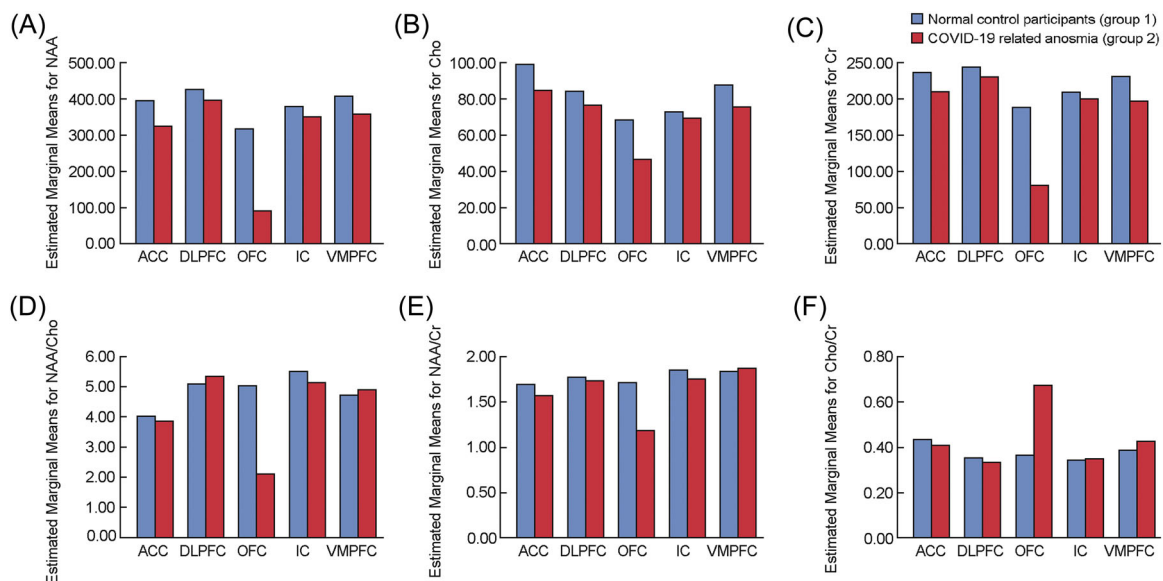 (A)
Estimated Marginal Means for NAA
500.00
400.00
300.00
200.00
100.00
0.00
ACC DLPFC OFC IC VMPFC
(B)
Estimated Marginal Means for Cho
100.00
80.00
60.00
40.00
20.00
0.00
ACC DLPFC OFC IC VMPFC
Normal control participants (group 1)
COVID-19 related anosmia (group 2)
(C)
Estimated Marginal Means for Cr
250.00
200.00
150.00
100.00
50.00
0.00
ACC DLPFC OFC IC VMPFC
(D)
Estimated Marginal Means for NAA/Cho
6.00
5.00
4.00
3.00
2.00
1.00
0.00
ACC DLPFC OFC IC VMPFC
(E)
Estimated Marginal Means for NAA/Cr
2.00
1.50
1.00
0.50
0.00
ACC DLPFC OFC IC VMPFC
(F)
Estimated Marginal Means for Cho/Cr
0.80
0.60
0.40
0.20
0.00
ACC DLPFC OFC IC VMPFC